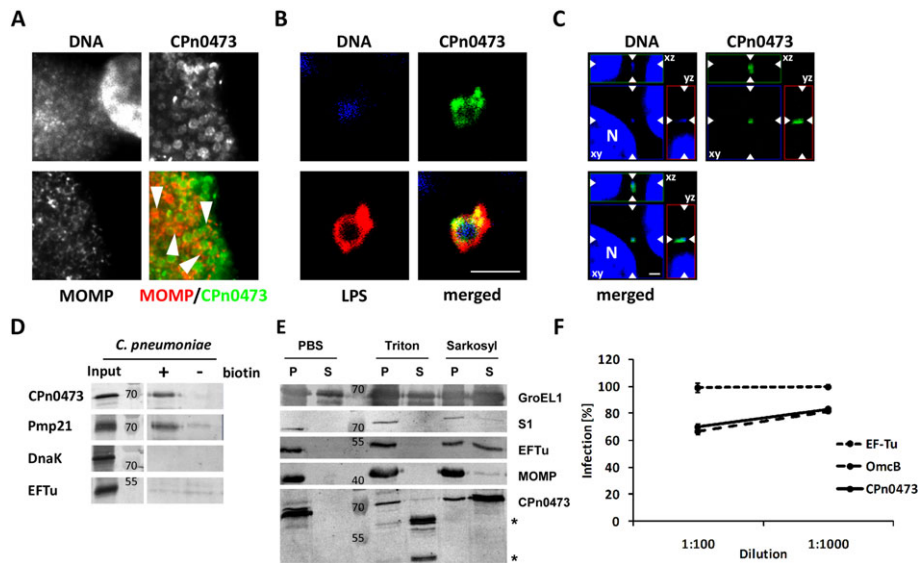 A
DNA
CPn0473
MOMP
MOMP/CPn0473
B
DNA
CPn0473
LPS
merged
C
DNA
CPn0473
xz
yz
N
xy
xz
yz
xz
yz
N
xy
merged
D
C. pneumoniae
Input + - biotin
CPn0473 70
Pmp21 70
DnaK 70
EFTu 55
E
PBS Triton Sarkosyl
P S P S P S
70 GroEL1
70 S1
55 EFTu
40 MOMP
70 CPn0473
55
*
*
F
Infection [%]
120
100
80
60
40
20
0
1:100 1:1000
Dilution
EF-Tu
OmcB
CPn0473